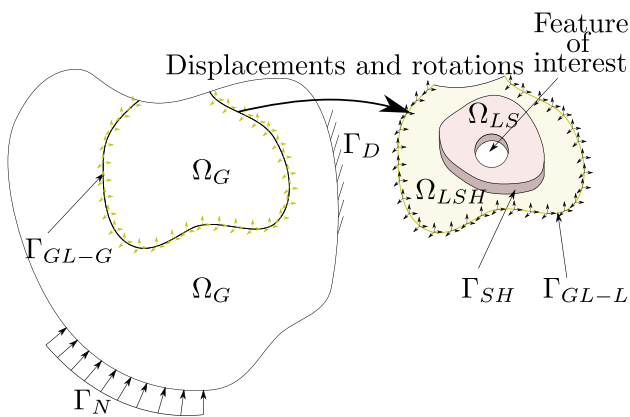 Feature
of
interest
Displacements and rotations
Ω_LS
Γ_D
Ω_G
Ω_LSH
Γ_GL−G
Ω_G
Γ_SH
Γ_GL−L
Γ_N